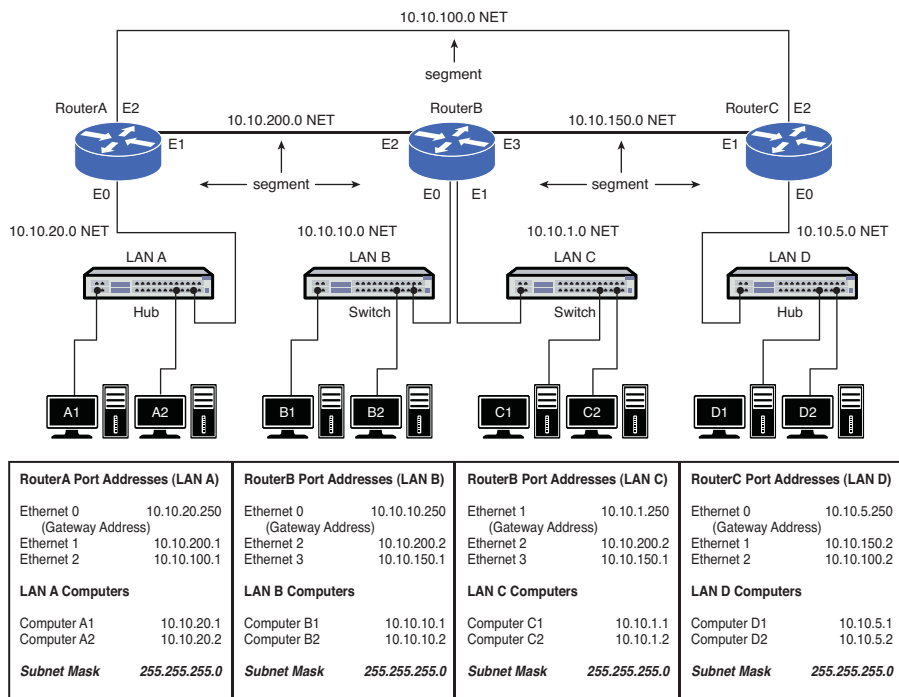 10.10.100.0 NET
segment
RouterA E2
RouterB
RouterC E2
10.10.200.0 NET
10.10.150.0 NET
E1
E2
E3
E1
segment
segment
E0
E0
E1
E0
10.10.20.0 NET
10.10.10.0 NET
10.10.1.0 NET
10.10.5.0 NET
LAN A
LAN B
LAN C
LAN D
Hub
Switch
Switch
Hub
A1
A2
B1
B2
C1
C2
D1
D2
RouterA Port Addresses (LAN A)
Ethernet 0 10.10.20.250
(Gateway Address)
Ethernet 1 10.10.200.1
Ethernet 2 10.10.100.1
LAN A Computers
Computer A1 10.10.20.1
Computer A2 10.10.20.2
Subnet Mask 255.255.255.0
RouterB Port Addresses (LAN B)
Ethernet 0 10.10.10.250
(Gateway Address)
Ethernet 2 10.10.200.2
Ethernet 3 10.10.150.1
LAN B Computers
Computer B1 10.10.10.1
Computer B2 10.10.10.2
Subnet Mask 255.255.255.0
RouterB Port Addresses (LAN C)
Ethernet 1 10.10.1.250
(Gateway Address)
Ethernet 2 10.10.200.2
Ethernet 3 10.10.150.1
LAN C Computers
Computer C1 10.10.1.1
Computer C2 10.10.1.2
Subnet Mask 255.255.255.0
RouterC Port Addresses (LAN D)
Ethernet 0 10.10.5.250
(Gateway Address)
Ethernet 1 10.10.150.2
Ethernet 2 10.10.100.2
LAN D Computers
Computer D1 10.10.5.1
Computer D2 10.10.5.2
Subnet Mask 255.255.255.0